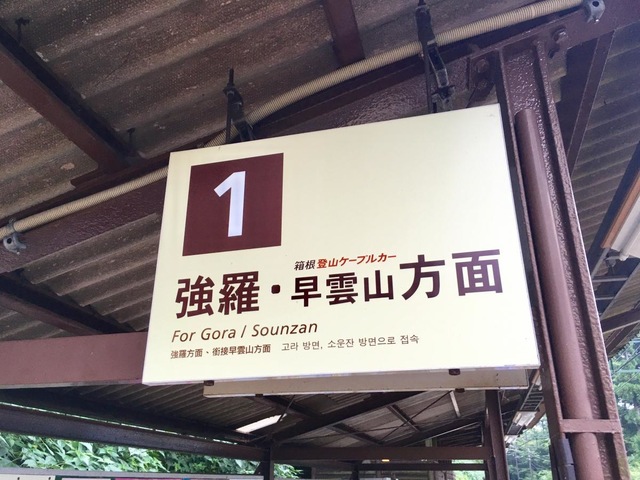 1
箱根登山ケーブルカー
強羅・早雲山方面
For Gora / Sounzan
強羅方面、銜接早雲山方面 고라 방면, 소운잔 방면으로 접속